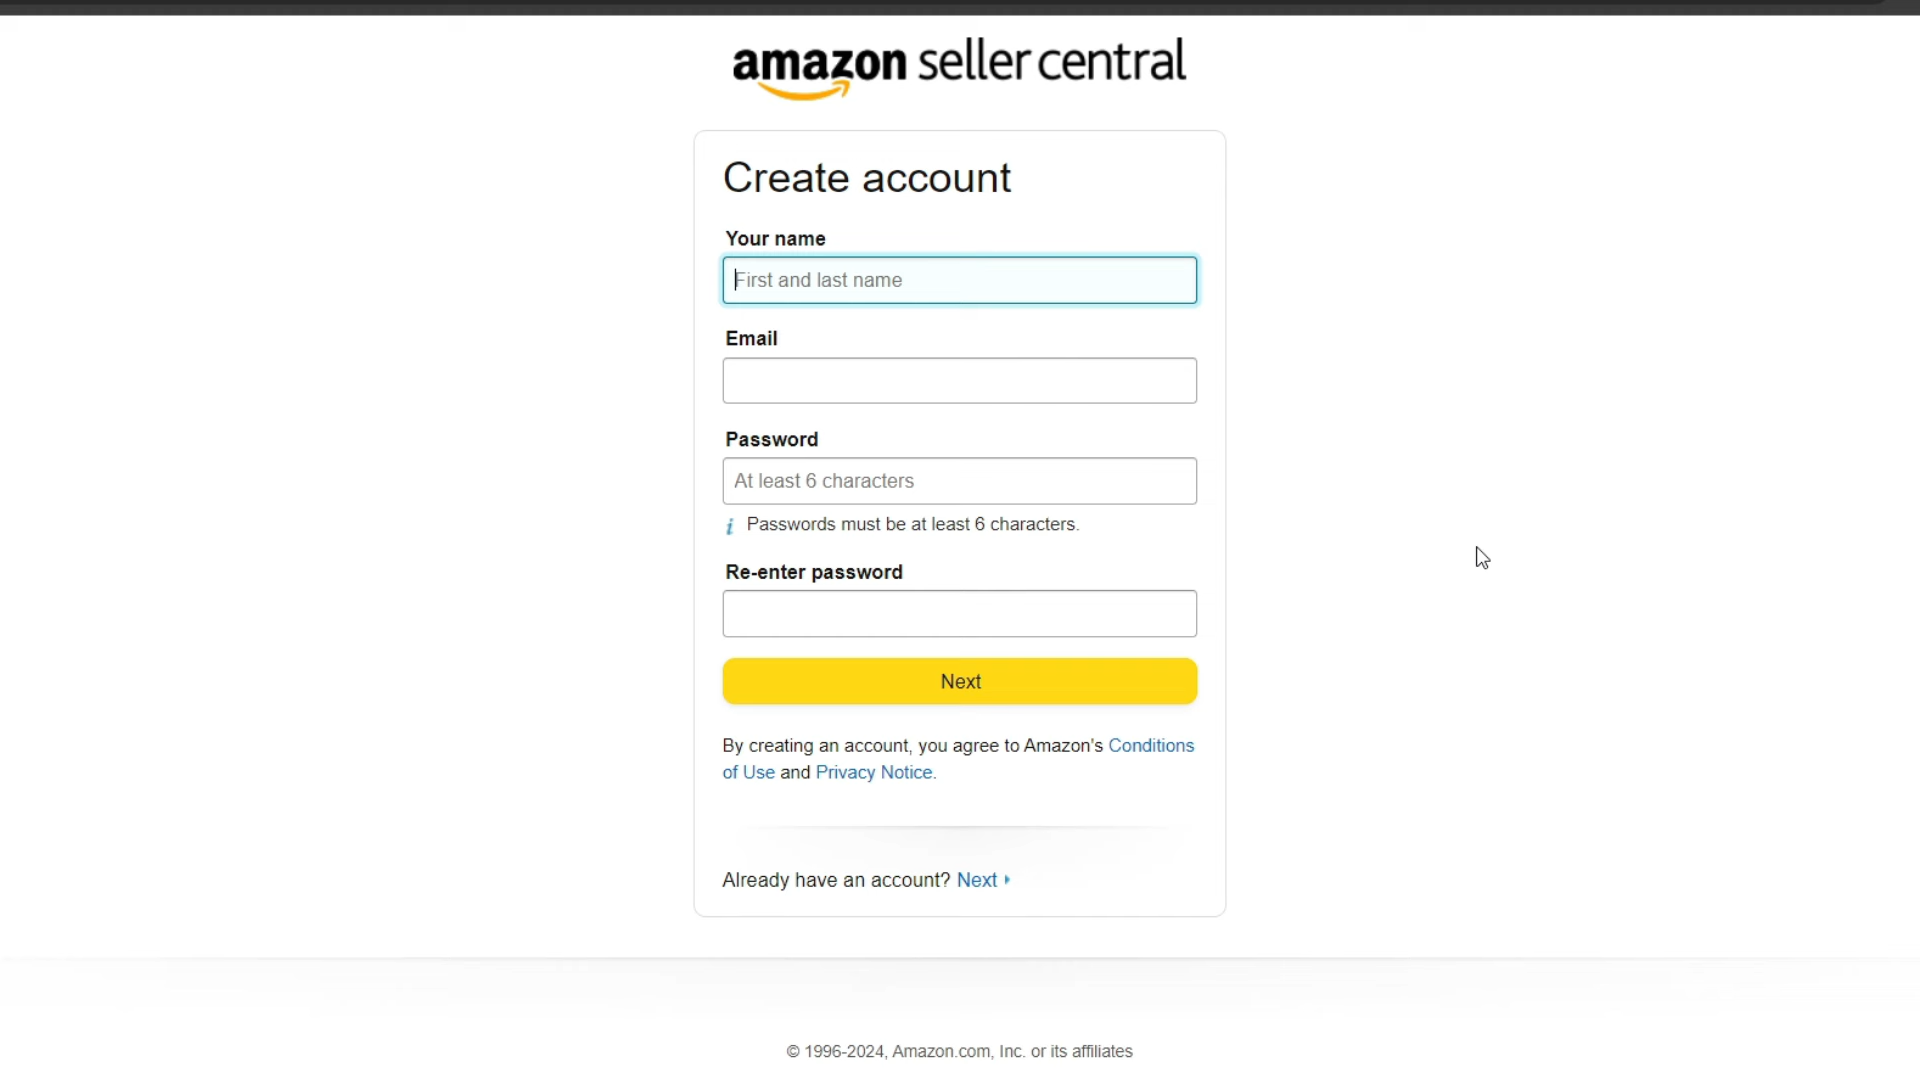 amazon seller central
Create account
Your name
First and last name
Email
Password
At least 6 characters
i Passwords must be at least 6 characters.
Re-enter password
Next
By creating an account, you agree to Amazon's Conditions
of Use and Privacy Notice.
Already have an account? Next
© 1996-2024, Amazon.com, Inc. or its affiliates